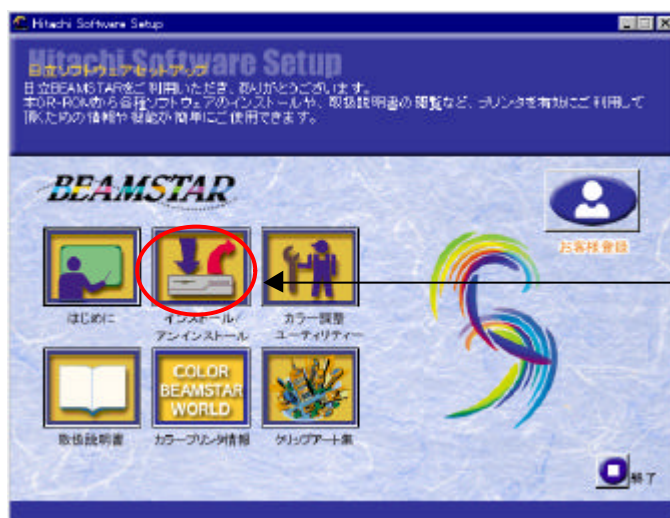 Hitachi Software Setup
Hitachi Software Setup
日立ソフトウェアセットアップ
日立BEAMSTARをご利用いただき、ありがとうございます。
本CR-ROMから各種ソフトウェアのインストールや、取扱説明書の閲覧など、プリンタを有効にご利用して
頂くための情報や機能が簡単にご使用できます。
BEAMSTAR
お客様登録
はじめに
インストール/
アンインストール
カラー調整
ユーティリティー
COLOR
BEAMSTAR
WORLD
取扱説明書
カラープリンタ情報
クリップアート集
終了